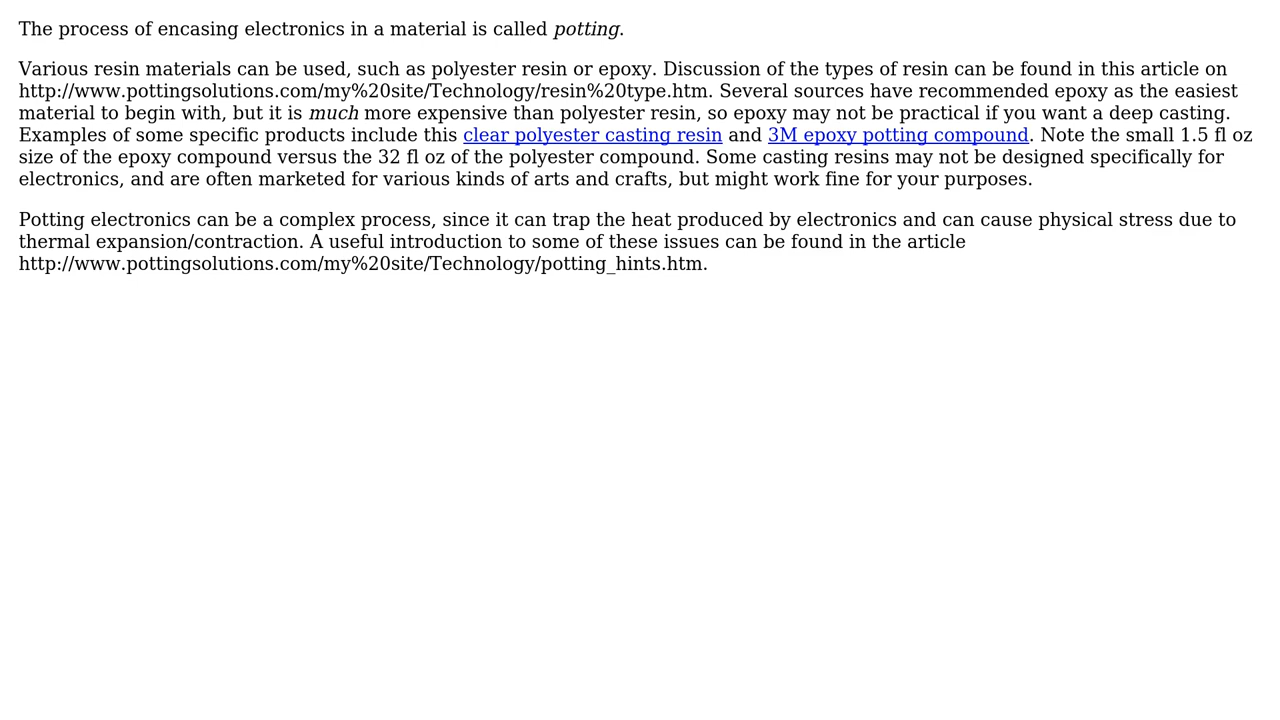 The process of encasing electronics in a material is called potting.
Various resin materials can be used, such as polyester resin or epoxy. Discussion of the types of resin can be found in this article on
http://www.pottingsolutions.com/my%20site/Technology/resin%20type.htm. Several sources have recommended epoxy as the easiest
material to begin with, but it is much more expensive than polyester resin, so epoxy may not be practical if you want a deep casting.
Examples of some specific products include this clear polyester casting resin and 3M epoxy potting compound. Note the small 1.5 fl oz
size of the epoxy compound versus the 32 fl oz of the polyester compound. Some casting resins may not be designed specifically for
electronics, and are often marketed for various kinds of arts and crafts, but might work fine for your purposes.
Potting electronics can be a complex process, since it can trap the heat produced by electronics and can cause physical stress due to
thermal expansion/contraction. A useful introduction to some of these issues can be found in the article
http://www.pottingsolutions.com/my%20site/Technology/potting_hints.htm.